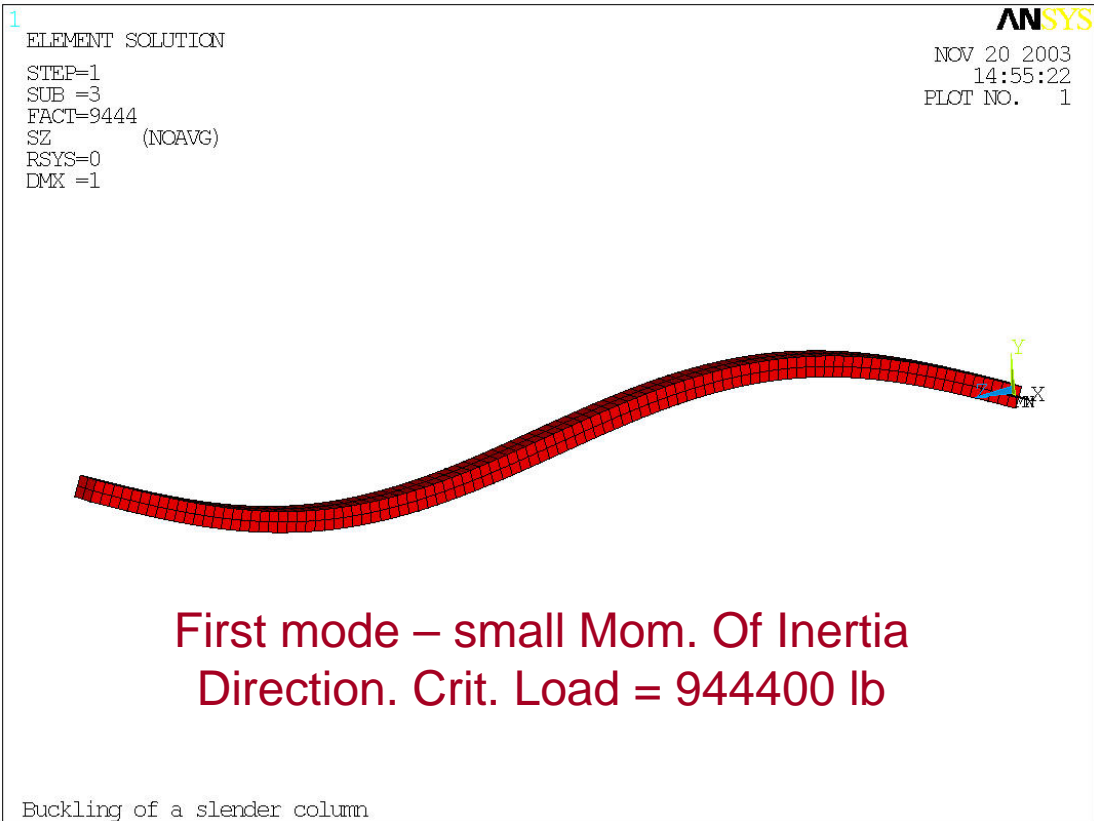 1
ANSYS
ELEMENT SOLUTION
NOV 20 2003
STEP=1
14:55:22
SUB =3
PLOT NO. 1
FACT=9444
SZ (NOAVG)
RSYS=0
DMX =1
Y
Z
X
MN
First mode – small Mom. Of Inertia
Direction. Crit. Load = 944400 lb
Buckling of a slender column